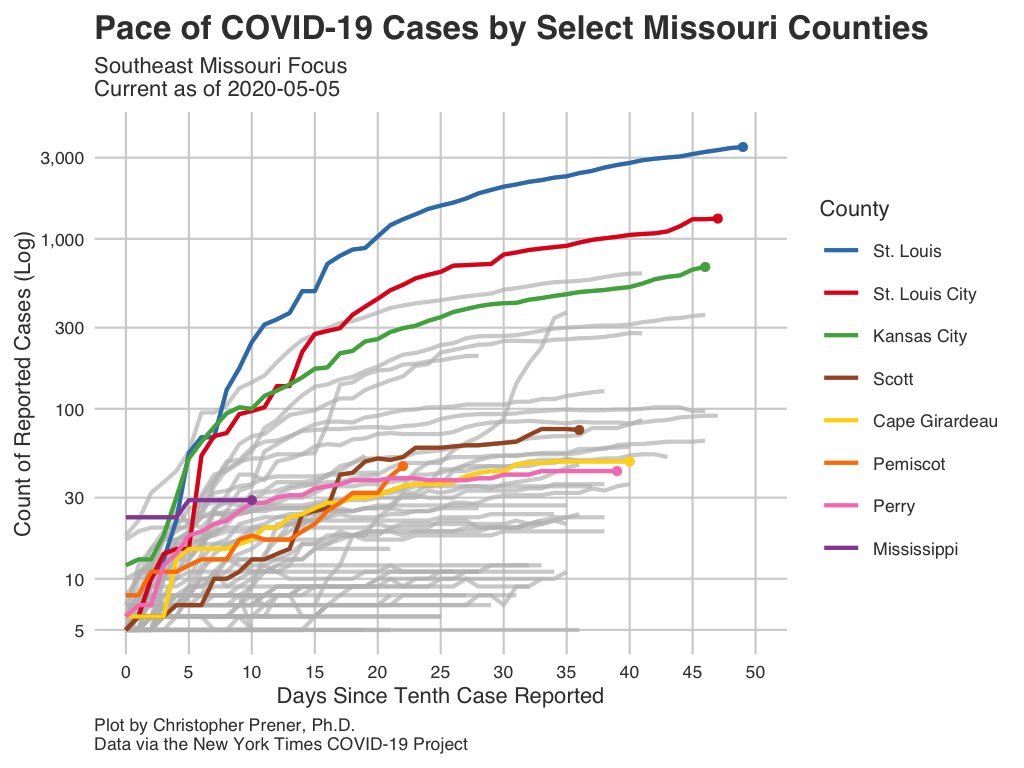 Pace of COVID-19 Cases by Select Missouri Counties
Southeast Missouri Focus
Current as of 2020-05-05
Count of Reported Cases (Log)
3,000
1,000
300
100
30
10
5
0 5 10 15 20 25 30 35 40 45 50
Days Since Tenth Case Reported
County
St. Louis
St. Louis City
Kansas City
Scott
Cape Girardeau
Pemiscot
Perry
Mississippi
Plot by Christopher Prener, Ph.D.
Data via the New York Times COVID-19 Project